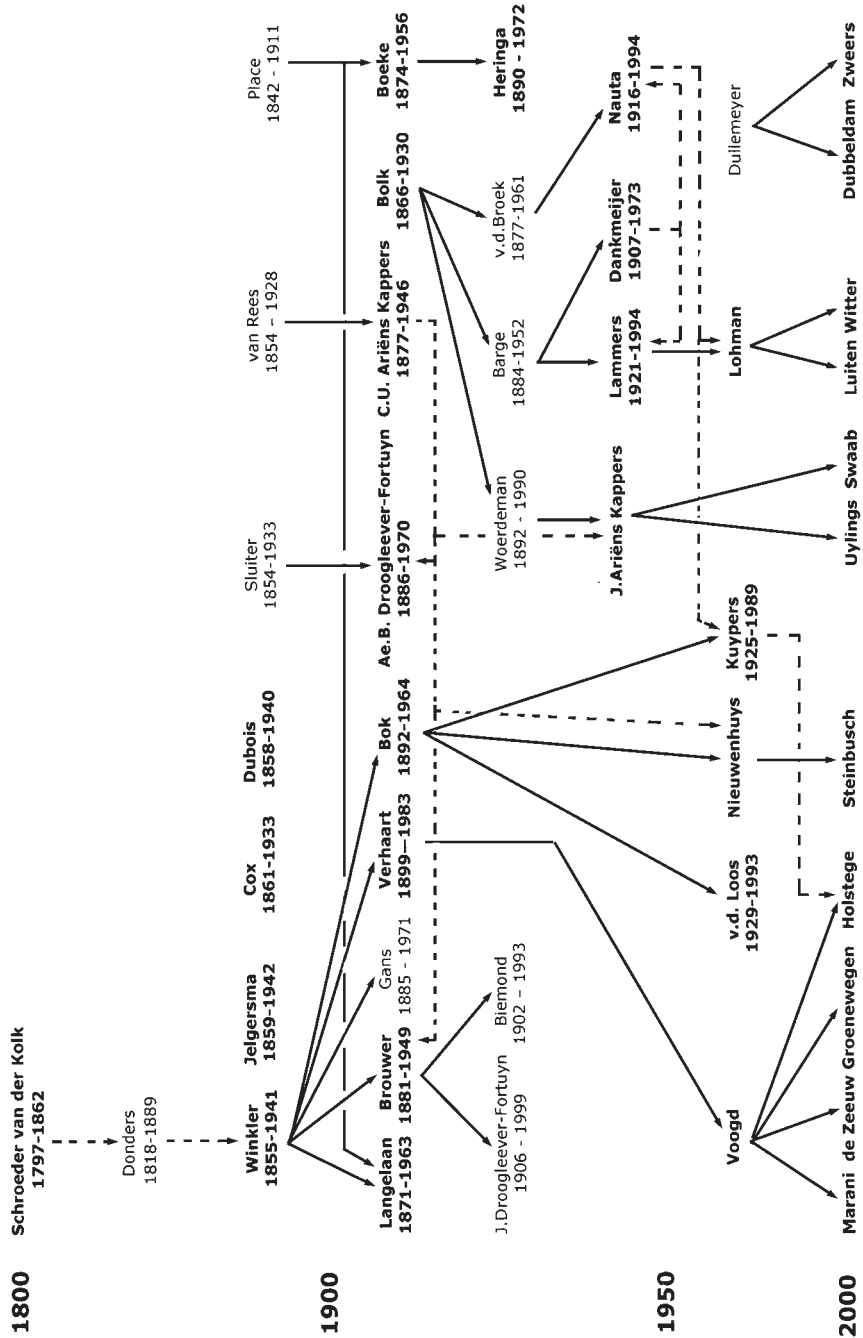 1800
Schroeder van der Kolk
1797-1862
Donders
1818-1889
Winkler
1855-1941
Jelgersma
1859-1942
Cox
1861-1933
Dubois
1858-1940
Sluiter
1854-1933
van Rees
1854 - 1928
Place
1842 - 1911
1900
Langelaan
1871-1963
Brouwer
1881-1949
Gans
1885 - 1971
Verhaart
1899—1983
Bok
1892-1964
Ae.B. Droogleever-Fortuyn
1886-1970
C.U. Ariëns Kappers
1877-1946
Bolk
1866-1930
Boeke
1874-1956
J.Droogleever-Fortuyn
1906 - 1999
Biemond
1902 - 1993
Woerdeman
1892 - 1990
Barge
1884-1952
v.d.Broek
1877-1961
Heringa
1890 - 1972
J.Ariëns Kappers
Lammers
1921-1994
Dankmeijer
1907-1973
Nauta
1916-1994
1950
Voogd
v.d. Loos
1929-1993
Nieuwenhuys
Kuypers
1925-1989
Lohman
Dullemeyer
2000
Marani
de Zeeuw
Groenewegen
Holstege
Steinbusch
Uylings
Swaab
Luiten
Witter
Dubbeldam
Zweers